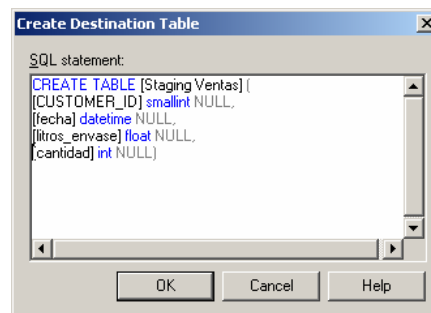 Create Destination Table
SQL statement:
CREATE TABLE [Staging Ventas] (
[CUSTOMER_ID] smallint NULL,
[fecha] datetime NULL,
[litros_envase] float NULL,
[cantidad] int NULL)
OK Cancel Help